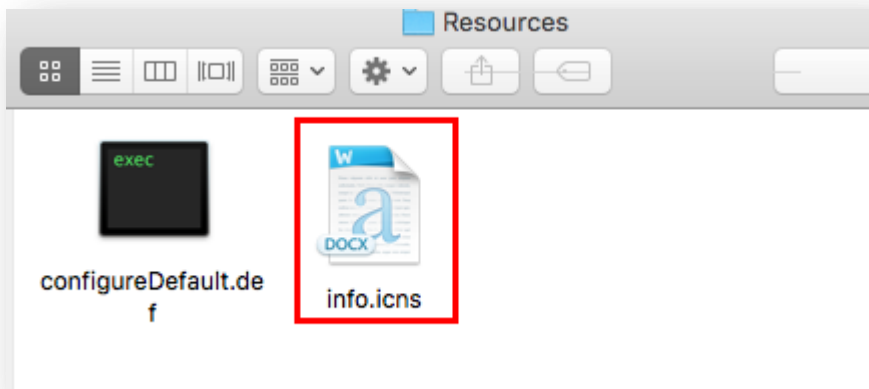 Resources
exec
W
a
DOCX
configureDefault.de
f
info.icns